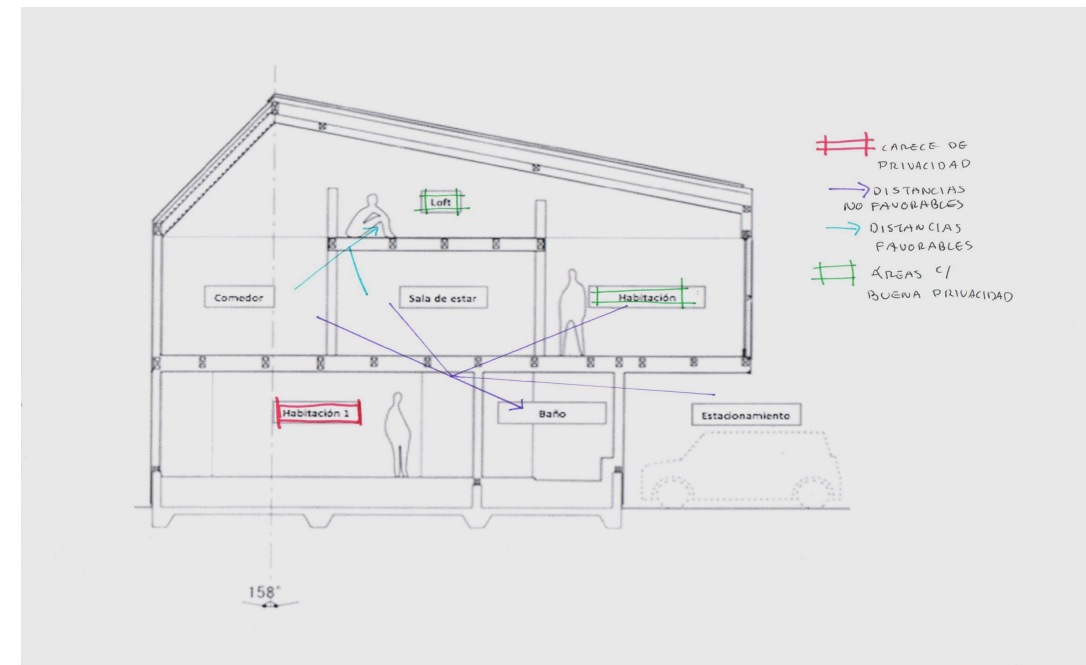 Loft
Comedor
Sala de estar
Habitación
Habitación 1
Baño
Estacionamiento
158°
CARECE DE
PRIVACIDAD
DISTANCIAS
NO FAVORABLES
DISTANCIAS
FAVORABLES
ÁREAS C/
BUENA PRIVACIDAD